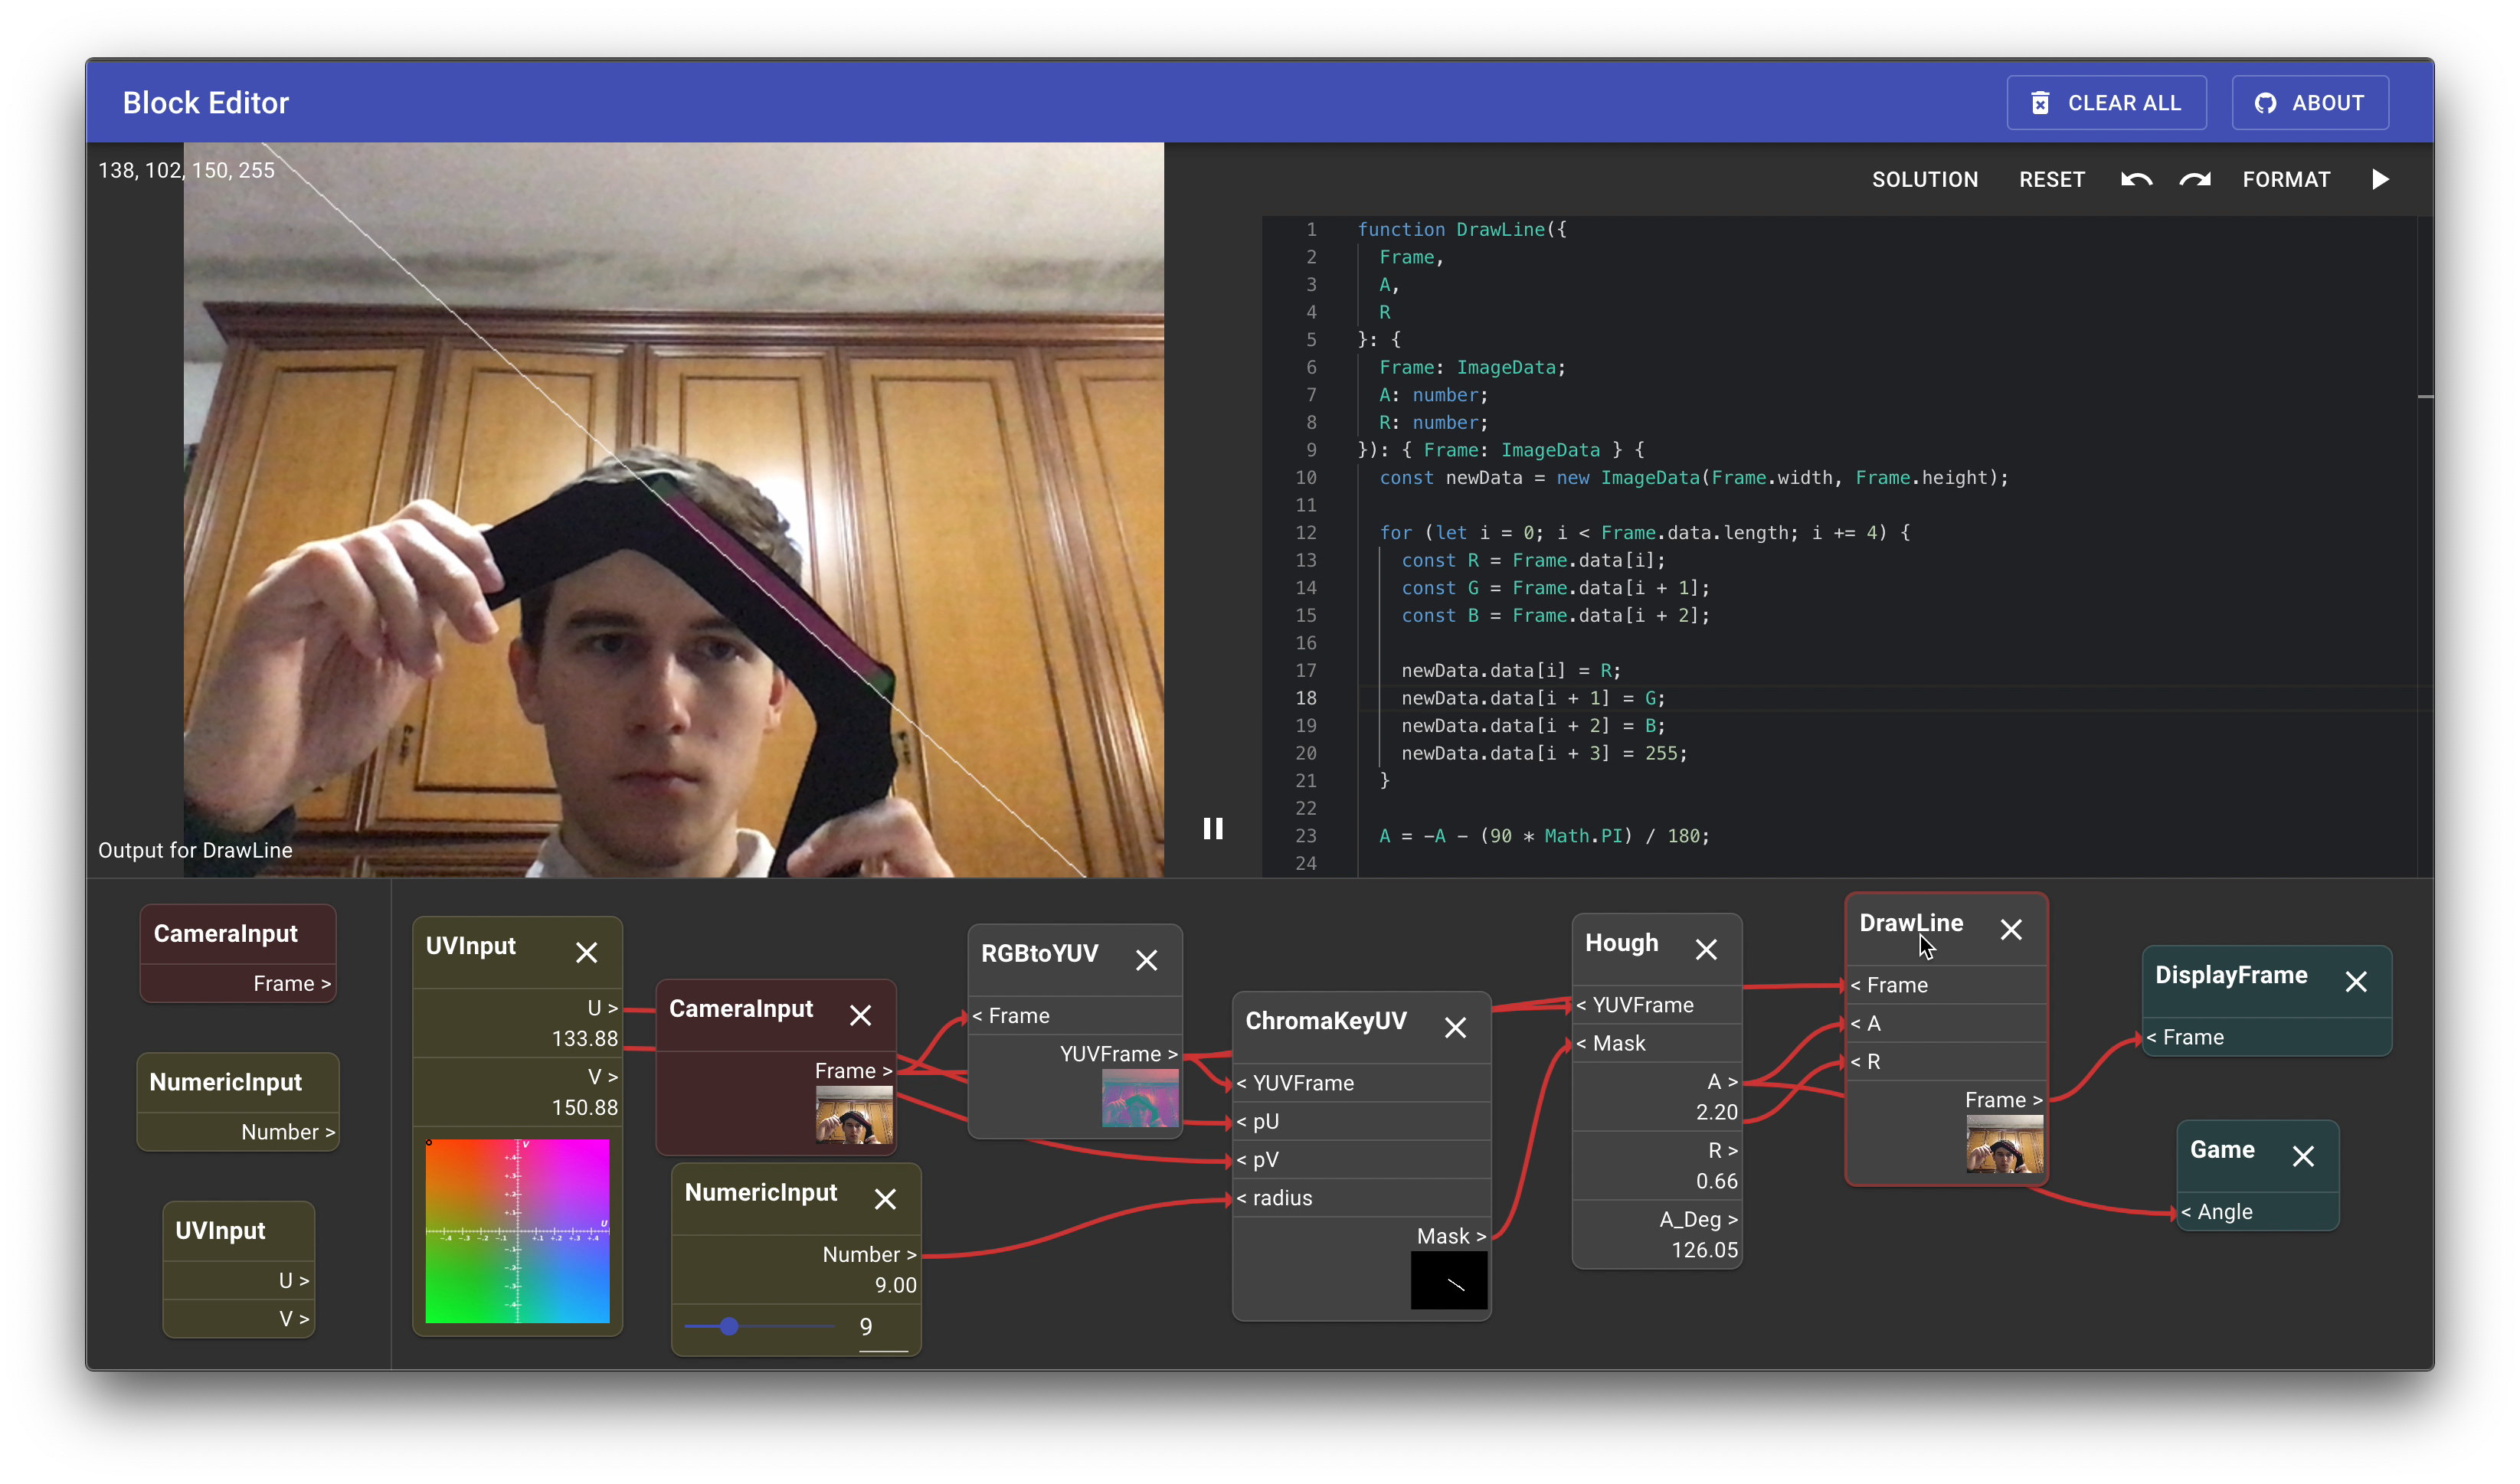 Block Editor
CLEAR ALL
ABOUT
138, 102, 150, 255
Output for DrawLine
SOLUTION
RESET
FORMAT
1 function DrawLine({
2 Frame,
3 A,
4 R
5 }: {
6 Frame: ImageData;
7 A: number;
8 R: number;
9 }): { Frame: ImageData } {
10 const newData = new ImageData(Frame.width, Frame.height);
11
12 for (let i = 0; i < Frame.data.length; i += 4) {
13 const R = Frame.data[i];
14 const G = Frame.data[i + 1];
15 const B = Frame.data[i + 2];
16
17 newData.data[i] = R;
18 newData.data[i + 1] = G;
19 newData.data[i + 2] = B;
20 newData.data[i + 3] = 255;
21 }
22
23 A = -A - (90 * Math.PI) / 180;
24
CameraInput
Frame >
NumericInput
Number >
UVInput
U >
V >
UVInput
U >
133.88
V >
150.88
CameraInput
Frame >
NumericInput
Number >
9.00
9
RGBtoYUV
< Frame
YUVFrame >
ChromaKeyUV
< YUVFrame
< pU
< pV
< radius
Mask >
Hough
< YUVFrame
< Mask
A >
2.20
R >
0.66
A_Deg >
126.05
DrawLine
< Frame
< A
< R
Frame >
DisplayFrame
< Frame
Game
< Angle